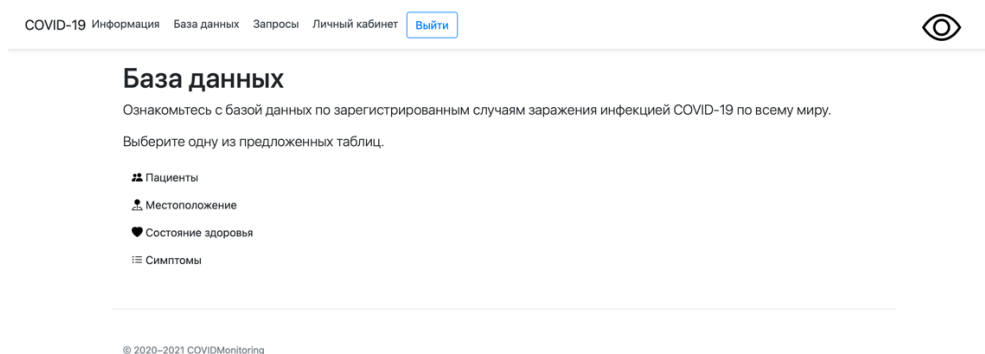 COVID-19 Информация База данных Запросы Личный кабинет Выйти
База данных
Ознакомьтесь с базой данных по зарегистрированным случаям заражения инфекцией COVID-19 по всему миру.
Выберите одну из предложенных таблиц.
Пациенты
Местоположение
Состояние здоровья
Симптомы
© 2020–2021 COVIDMonitoring